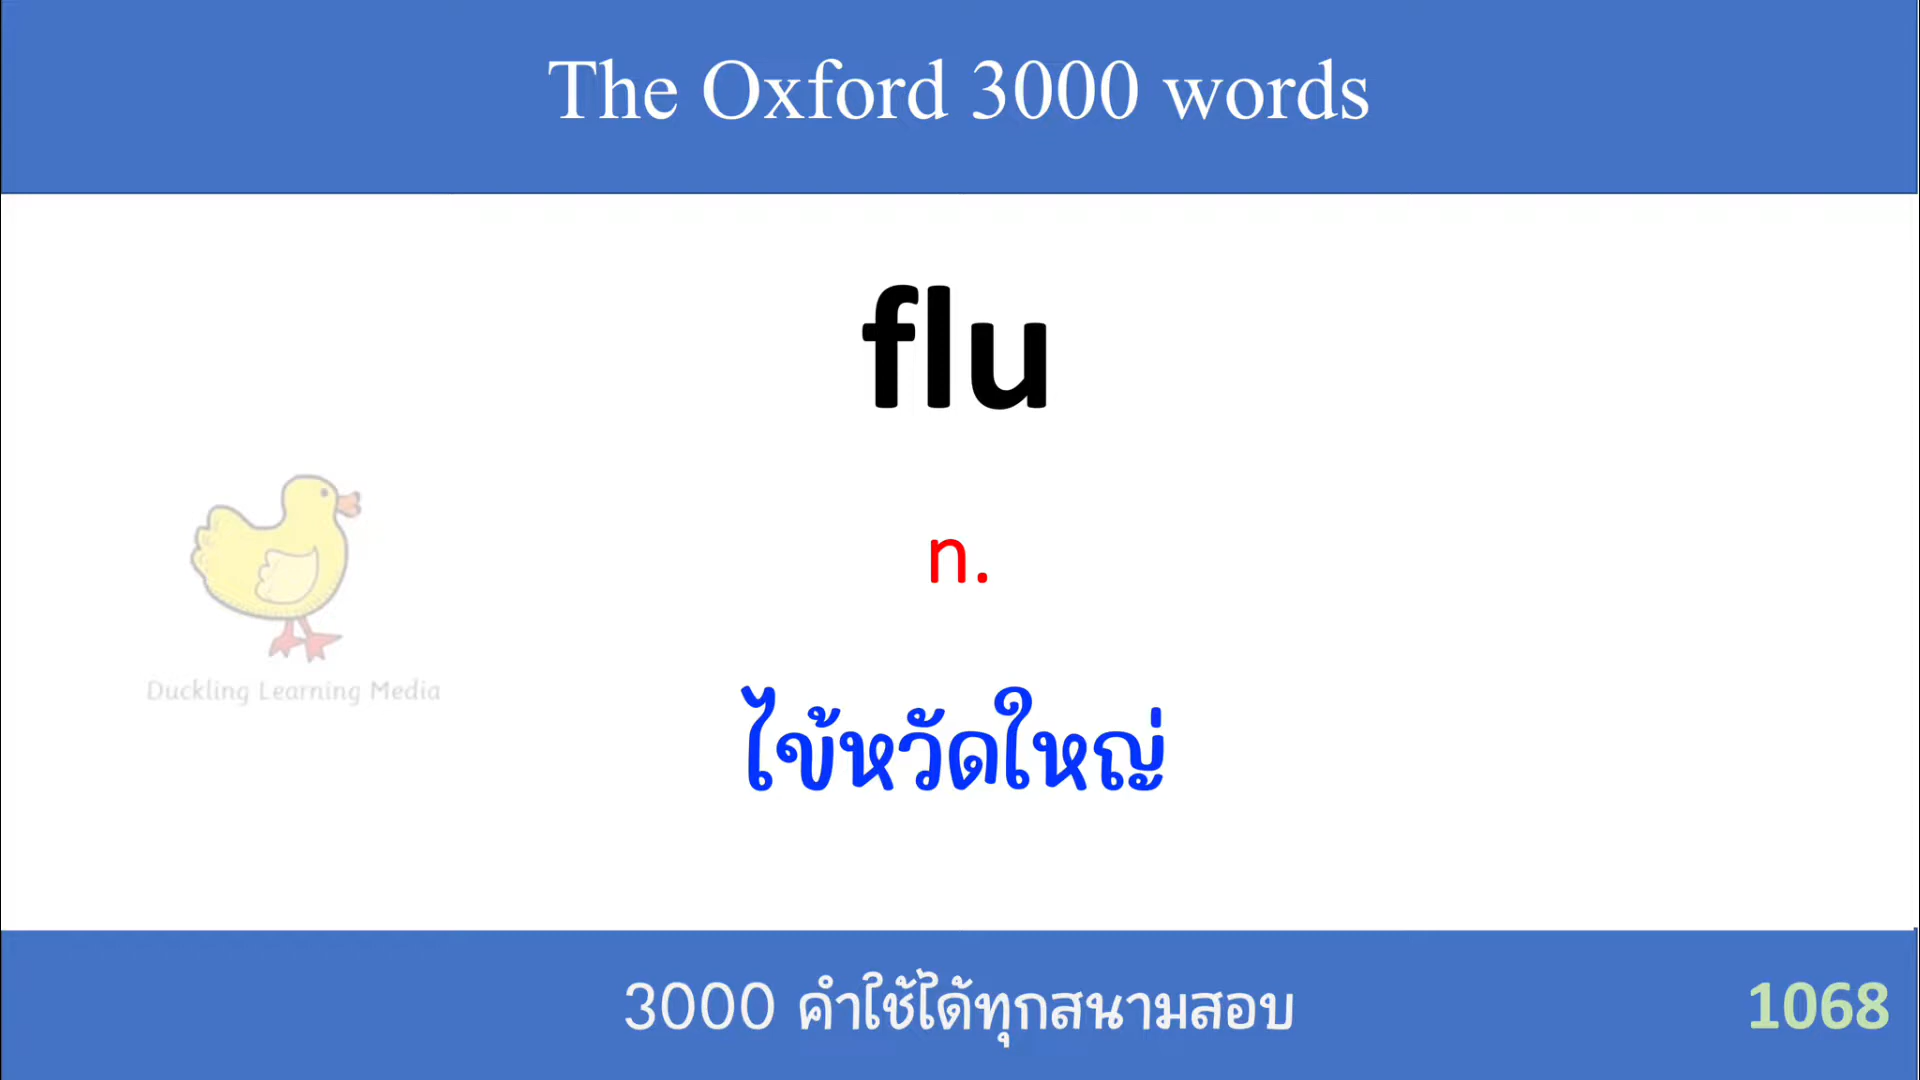 The Oxford 3000 words
flu
n.
ไข้หวัดใหญ่
Duckling Learning Media
3000 คำใช้ได้ทุกสนามสอบ
1068